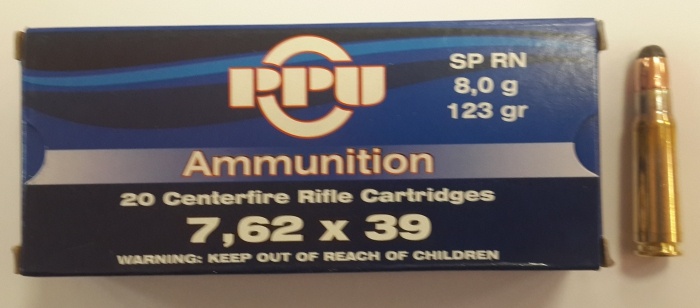 PPU
SP RN
8,0 g
123 gr
Ammunition
20 Centerfire Rifle Cartridges
7,62 x 39
WARNING: KEEP OUT OF REACH OF CHILDREN